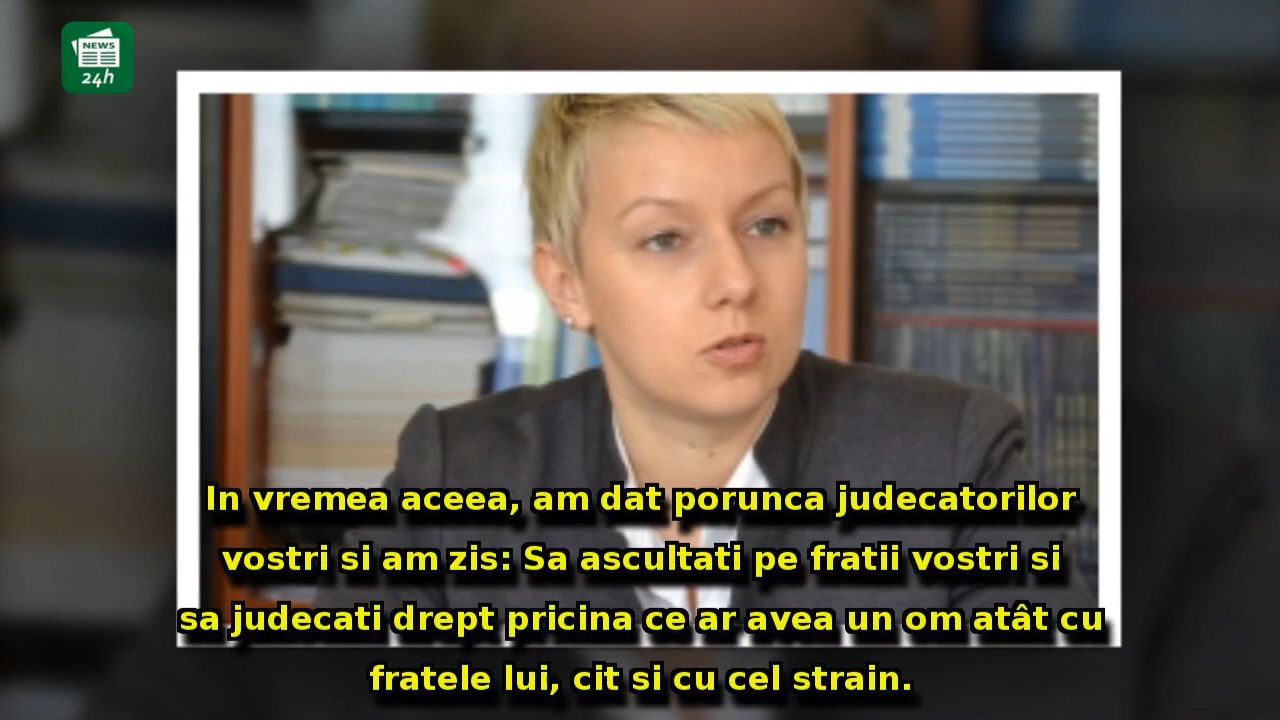 NEWS
24h
In vremea aceea, am dat porunca judecatorilor
vostri si am zis: Sa ascultati pe fratii vostri si
sa judecati drept pricina ce ar avea un om atât cu
fratele lui, cit si cu cel strain.